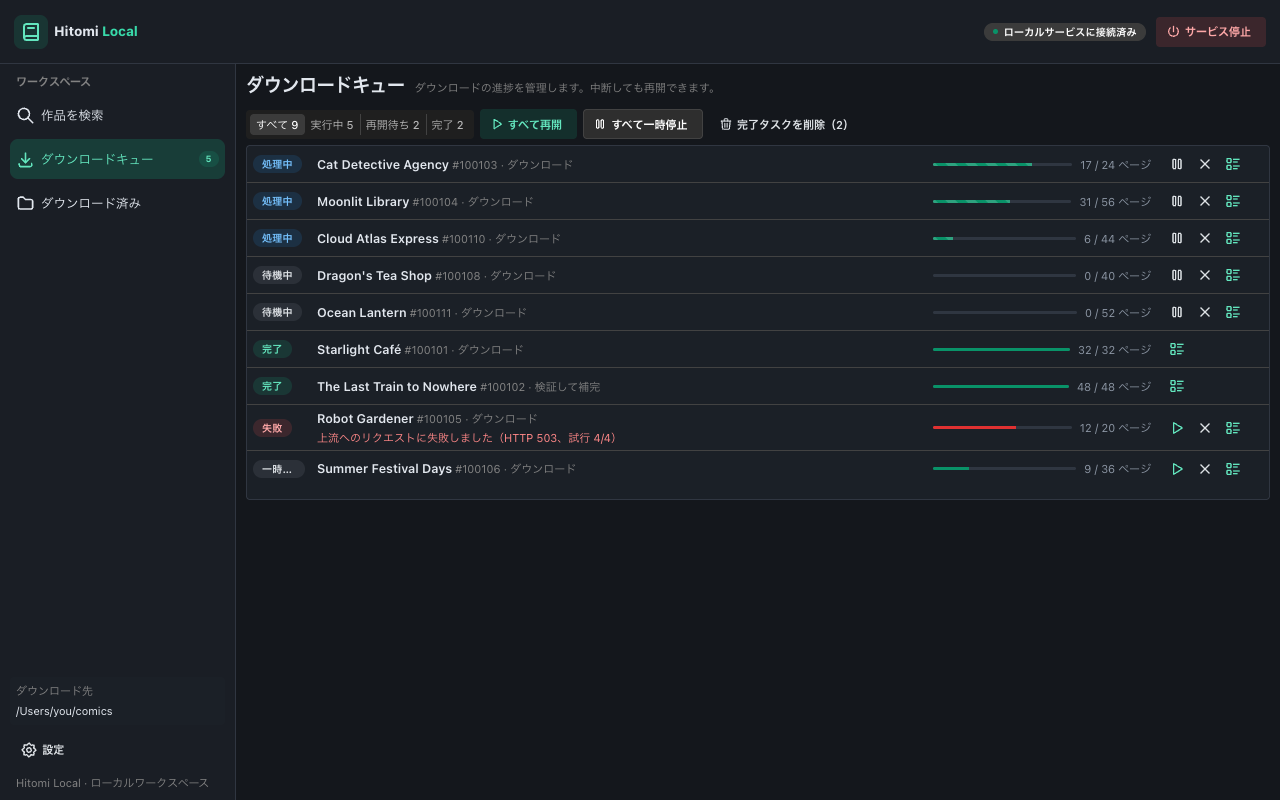 Hitomi Local
ローカルサービスに接続済み
サービス停止
ワークスペース
作品を検索
ダウンロードキュー 5
ダウンロード済み
ダウンロード先
/Users/you/comics
設定
Hitomi Local · ローカルワークスペース
ダウンロードキュー ダウンロードの進捗を管理します。中断しても再開できます。
すべて 9 実行中 5 再開待ち 2 完了 2 すべて再開 すべて一時停止 完了タスクを削除（2）
処理中 Cat Detective Agency #100103 · ダウンロード 17 / 24 ページ
処理中 Moonlit Library #100104 · ダウンロード 31 / 56 ページ
処理中 Cloud Atlas Express #100110 · ダウンロード 6 / 44 ページ
待機中 Dragon's Tea Shop #100108 · ダウンロード 0 / 40 ページ
待機中 Ocean Lantern #100111 · ダウンロード 0 / 52 ページ
完了 Starlight Café #100101 · ダウンロード 32 / 32 ページ
完了 The Last Train to Nowhere #100102 · 検証して補完 48 / 48 ページ
失敗 Robot Gardener #100105 · ダウンロード 12 / 20 ページ
上流へのリクエストに失敗しました（HTTP 503、試行 4/4）
一時… Summer Festival Days #100106 · ダウンロード 9 / 36 ページ